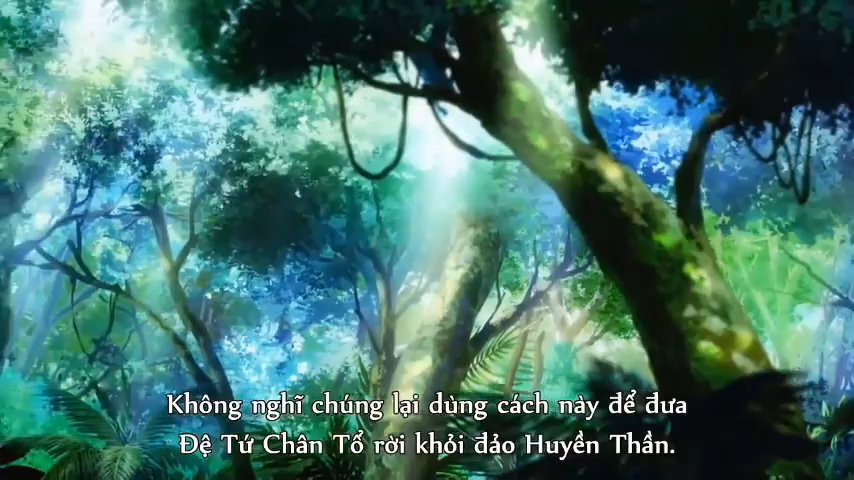 Không nghĩ chúng lại dùng cách này để đưa
Đệ Tứ Chân Tổ rời khỏi đảo Huyền Thần.